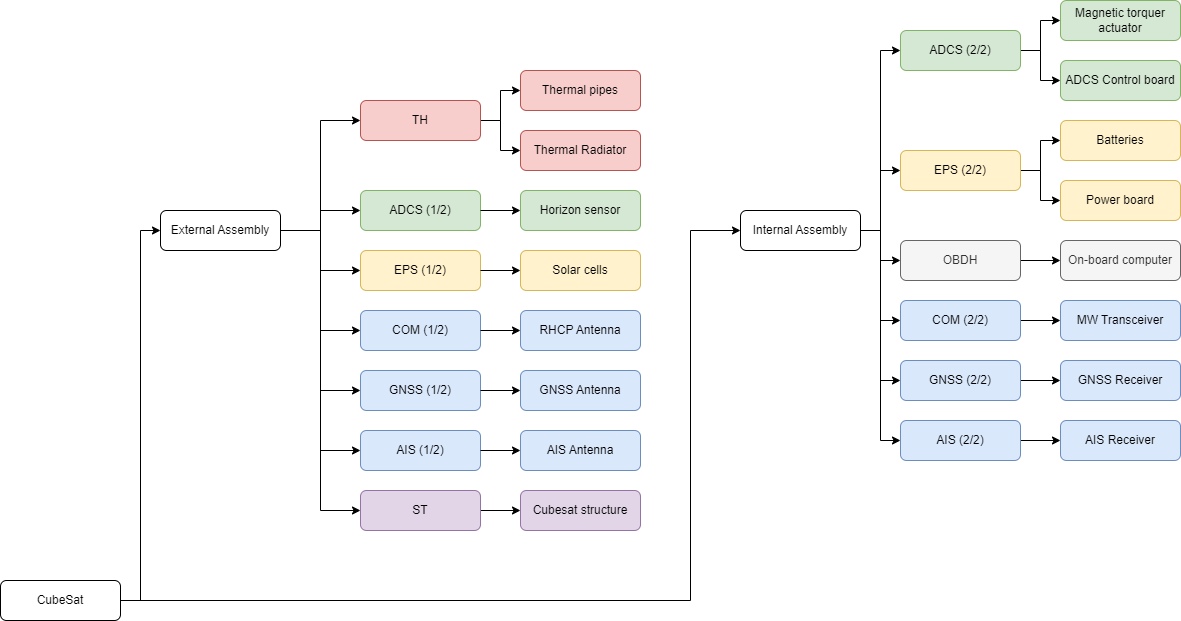 CubeSat
External Assembly
TH
Thermal pipes
Thermal Radiator
ADCS (1/2)
Horizon sensor
EPS (1/2)
Solar cells
COM (1/2)
RHCP Antenna
GNSS (1/2)
GNSS Antenna
AIS (1/2)
AIS Antenna
ST
Cubesat structure
Internal Assembly
ADCS (2/2)
Magnetic torquer
actuator
ADCS Control board
EPS (2/2)
Batteries
Power board
OBDH
On-board computer
COM (2/2)
MW Transceiver
GNSS (2/2)
GNSS Receiver
AIS (2/2)
AIS Receiver